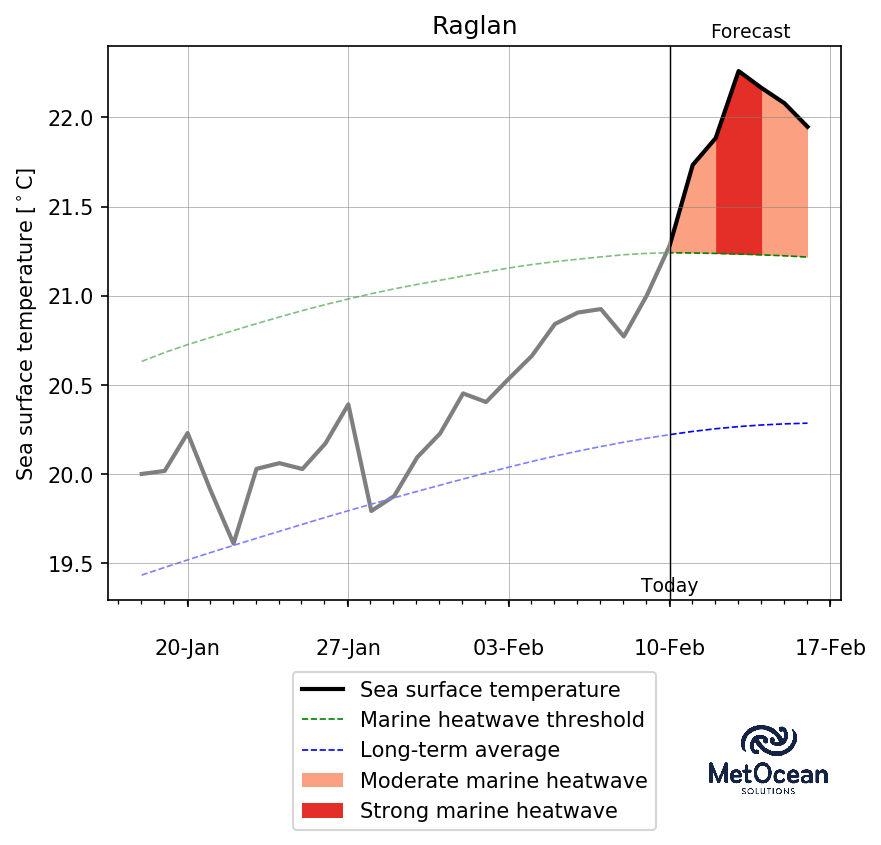 Raglan
Forecast
Sea surface temperature [°C]
22.0
21.5
21.0
20.5
20.0
19.5
Today
20-Jan 27-Jan 03-Feb 10-Feb 17-Feb
Sea surface temperature
Marine heatwave threshold
Long-term average
Moderate marine heatwave
Strong marine heatwave
MetOcean
SOLUTIONS